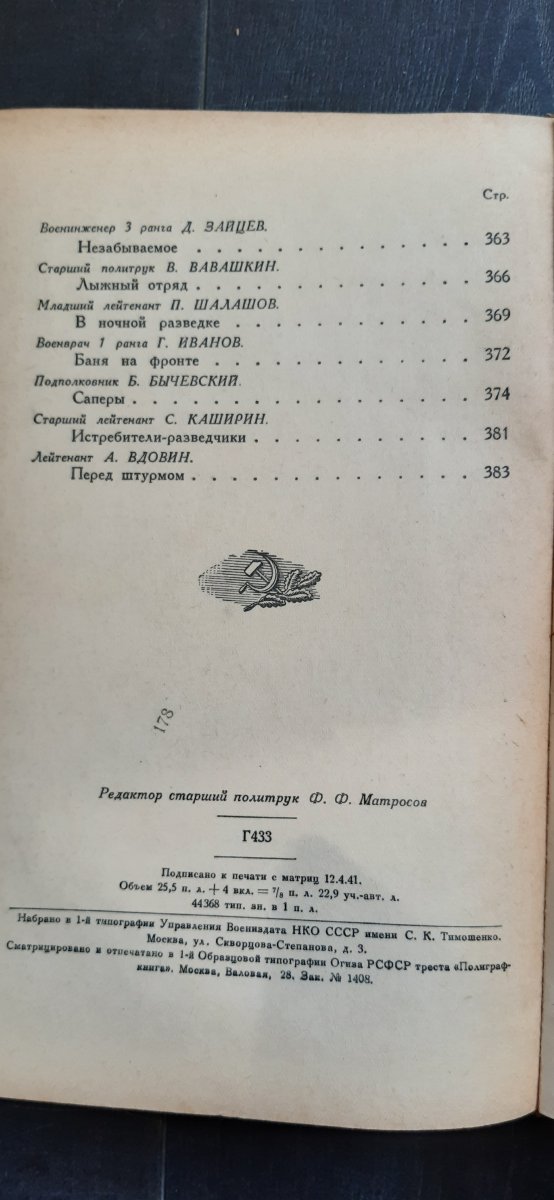 Стр.
Военинженер 3 ранга Д. ЗАЙЦЕВ.
Незабываемое . . . . . . . . . . . . . 363
Старший политрук В. ВАВАШКИН.
Лыжный отряд . . . . . . . . . . . . . 366
Младший лейтенант П. ШАЛАШОВ.
В ночной разведке . . . . . . . . . . . 369
Военврач 1 ранга Г. ИВАНОВ.
Баня на фронте . . . . . . . . . . . . 372
Подполковник Б. БЫЧЕВСКИЙ.
Саперы . . . . . . . . . . . . . . . . 374
Старший лейтенант С. КАШИРИН.
Истребители-разведчики . . . . . . . . . 381
Лейтенант А. ВДОВИН.
Перед штурмом . . . . . . . . . . . . . 383
178
Редактор старший политрук Ф. Ф. Матросов
Г433
Подписано к печати с матриц 12.4.41.
Объем 25,5 п. л. + 4 вкл. = 7/8 п. л. 22,9 уч.-авт. л.
44368 тип. зн. в 1 п. л.
Набрано в 1-й типографии Управления Воениздата НКО СССР имени С. К. Тимошенко.
Москва, ул. Скворцова-Степанова, д. 3.
Сматрицировано и отпечатано в 1-й Образцовой типографии Огиза РСФСР треста «Полиграф-
книга». Москва, Валовая, 28. Зак. № 1408.